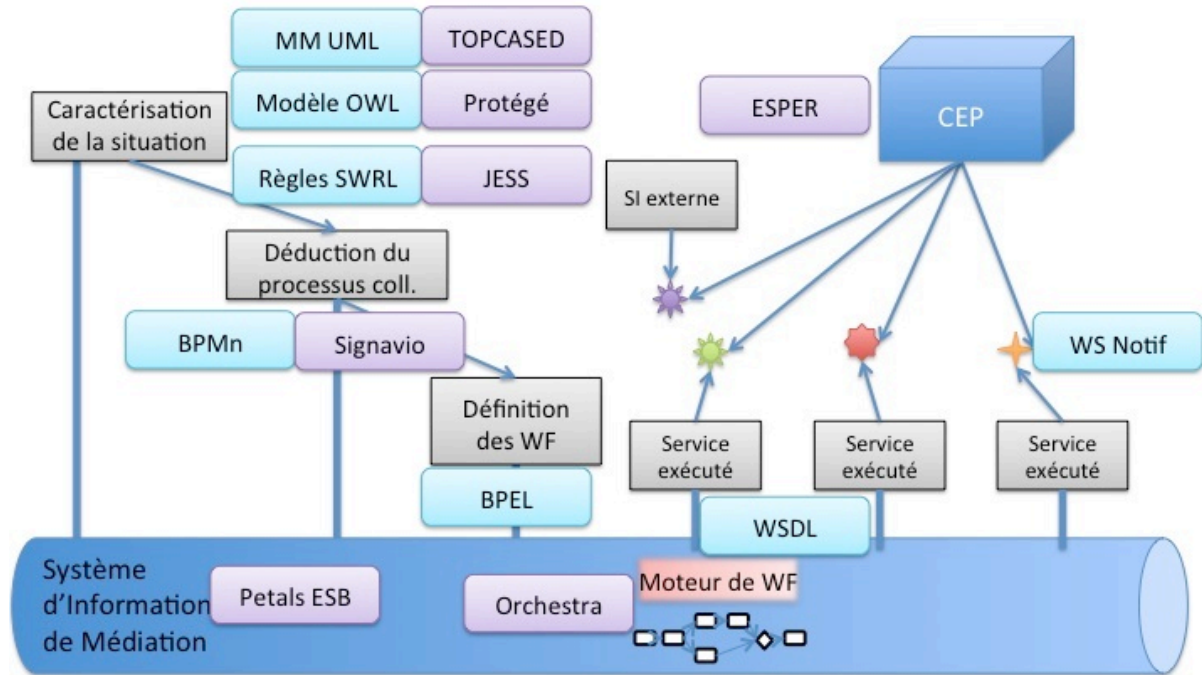 MM UML
TOPCASED
Modèle OWL
Protégé
ESPER
CEP
Caractérisation
de la situation
Règles SWRL
JESS
SI externe
Déduction du
processus coll.
BPMn
Signavio
WS Notif
Définition
des WF
Service
exécuté
Service
exécuté
Service
exécuté
BPEL
WSDL
Système
d'Information
de Médiation
Petals ESB
Orchestra
Moteur de WF